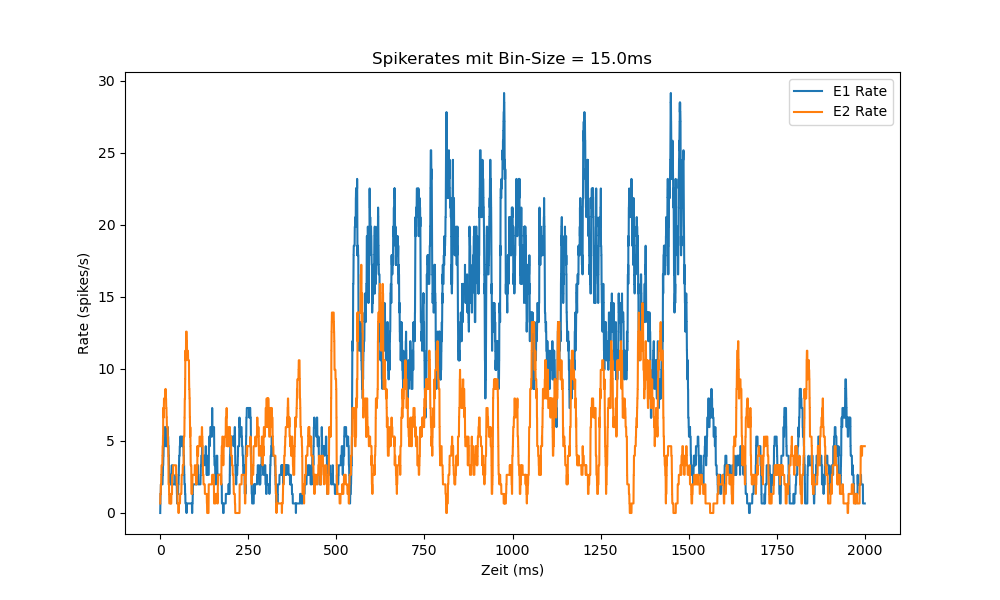 Spikerates mit Bin-Size = 15.0ms
E1 Rate
E2 Rate
30
25
20
15
10
5
0
Rate (spikes/s)
0 250 500 750 1000 1250 1500 1750 2000
Zeit (ms)